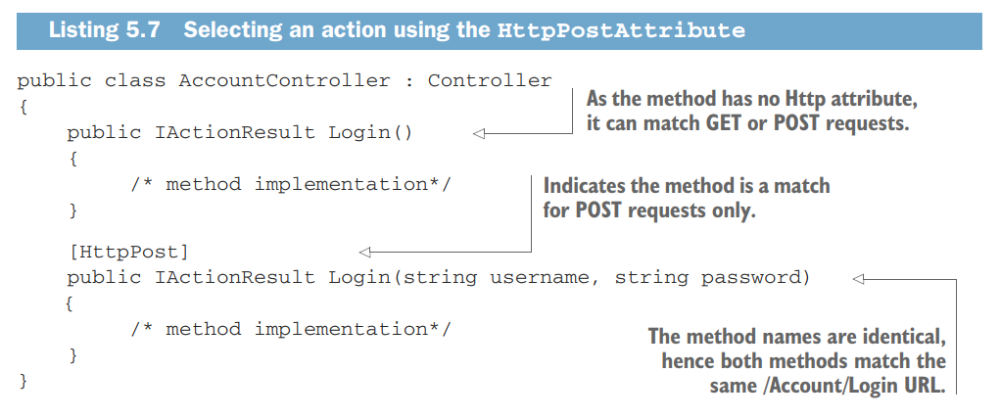 Listing 5.7 Selecting an action using the HttpPostAttribute
public class AccountController : Controller
{
As the method has no Http attribute,
it can match GET or POST requests.
public IActionResult Login()
{
/* method implementation*/
}
Indicates the method is a match
for POST requests only.
[HttpPost]
public IActionResult Login(string username, string password)
{
/* method implementation*/
}
}
The method names are identical,
hence both methods match the
same /Account/Login URL.